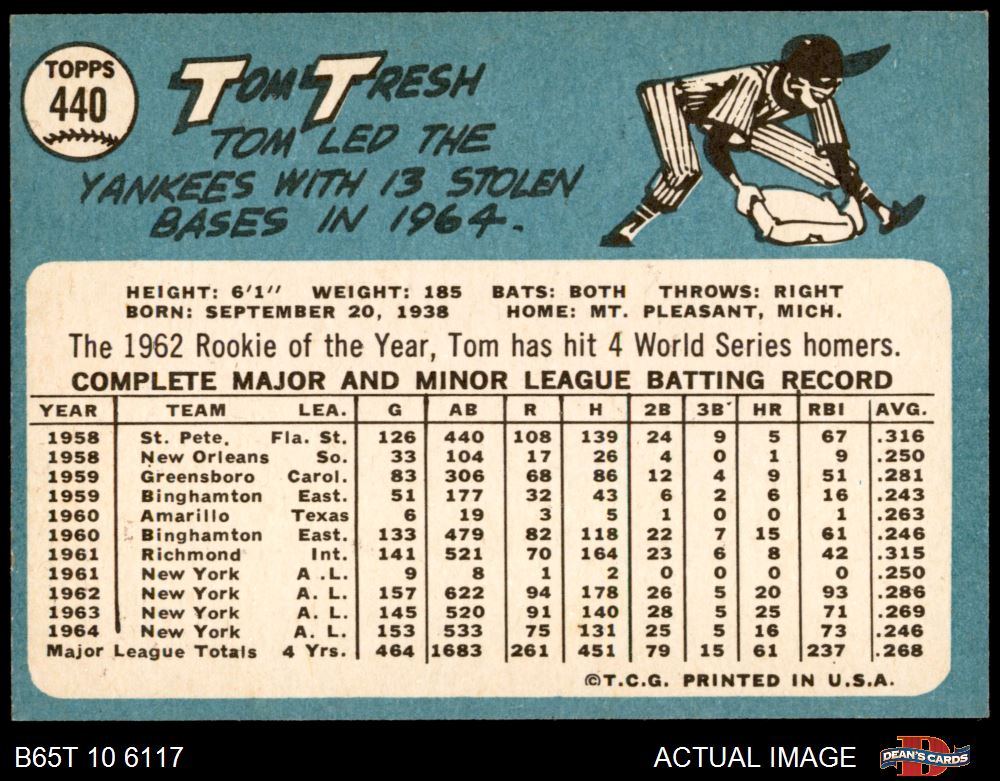 TOPPS
440
TOM TRESH
TOM LED THE
YANKEES WITH 13 STOLEN
BASES IN 1964.
HEIGHT: 6'1" WEIGHT: 185 BATS: BOTH THROWS: RIGHT
BORN: SEPTEMBER 20, 1938 HOME: MT. PLEASANT, MICH.
The 1962 Rookie of the Year, Tom has hit 4 World Series homers.
COMPLETE MAJOR AND MINOR LEAGUE BATTING RECORD
YEAR TEAM LEA. G AB R H 2B 3B HR RBI AVG.
1958 St. Pete. Fla. St. 126 440 108 139 24 9 5 67 .316
1958 New Orleans So. 33 104 17 26 4 0 1 9 .250
1959 Greensboro Carol. 83 306 68 86 12 4 9 51 .281
1959 Binghamton East. 51 177 32 43 6 2 6 16 .243
1960 Amarillo Texas 6 19 3 5 1 0 0 1 .263
1960 Binghamton East. 133 479 82 118 22 7 15 61 .246
1961 Richmond Int. 141 521 70 164 23 6 8 42 .315
1961 New York A .L. 9 8 1 2 0 0 0 0 .250
1962 New York A. L. 157 622 94 178 26 5 20 93 .286
1963 New York A. L. 145 520 91 140 28 5 25 71 .269
1964 New York A. L. 153 533 75 131 25 5 16 73 .246
Major League Totals 4 Yrs. 464 1683 261 451 79 15 61 237 .268
©T.C.G. PRINTED IN U.S.A.
B65T 10 6117 ACTUAL IMAGE DEAN'S CARDS